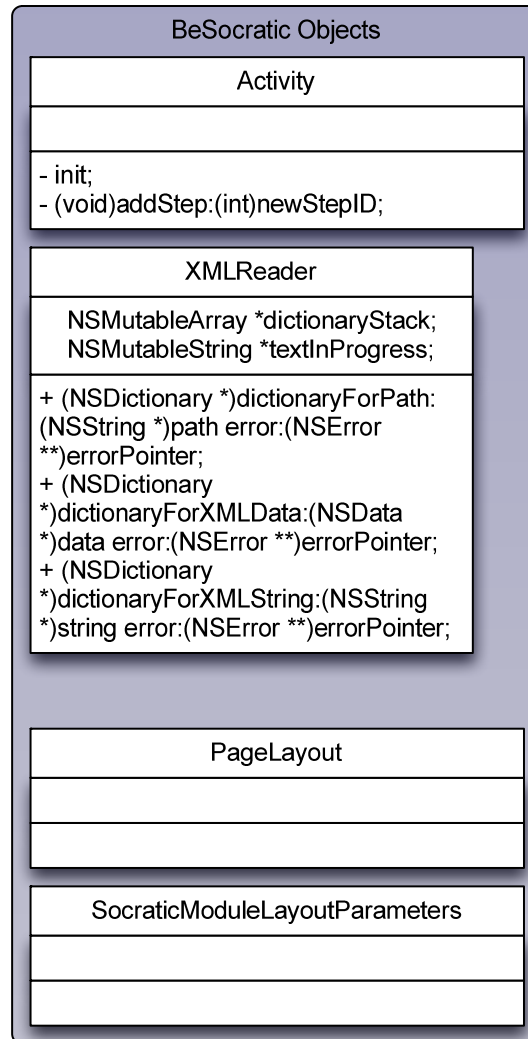 BeSocratic Objects
Activity
- init;
- (void)addStep:(int)newStepID;
XMLReader
NSMutableArray *dictionaryStack;
NSMutableString *textInProgress;
+ (NSDictionary *)dictionaryForPath:
(NSString *)path error:(NSError
**)errorPointer;
+ (NSDictionary
*)dictionaryForXMLData:(NSData
*)data error:(NSError **)errorPointer;
+ (NSDictionary
*)dictionaryForXMLString:(NSString
*)string error:(NSError **)errorPointer;
PageLayout
SocraticModuleLayoutParameters